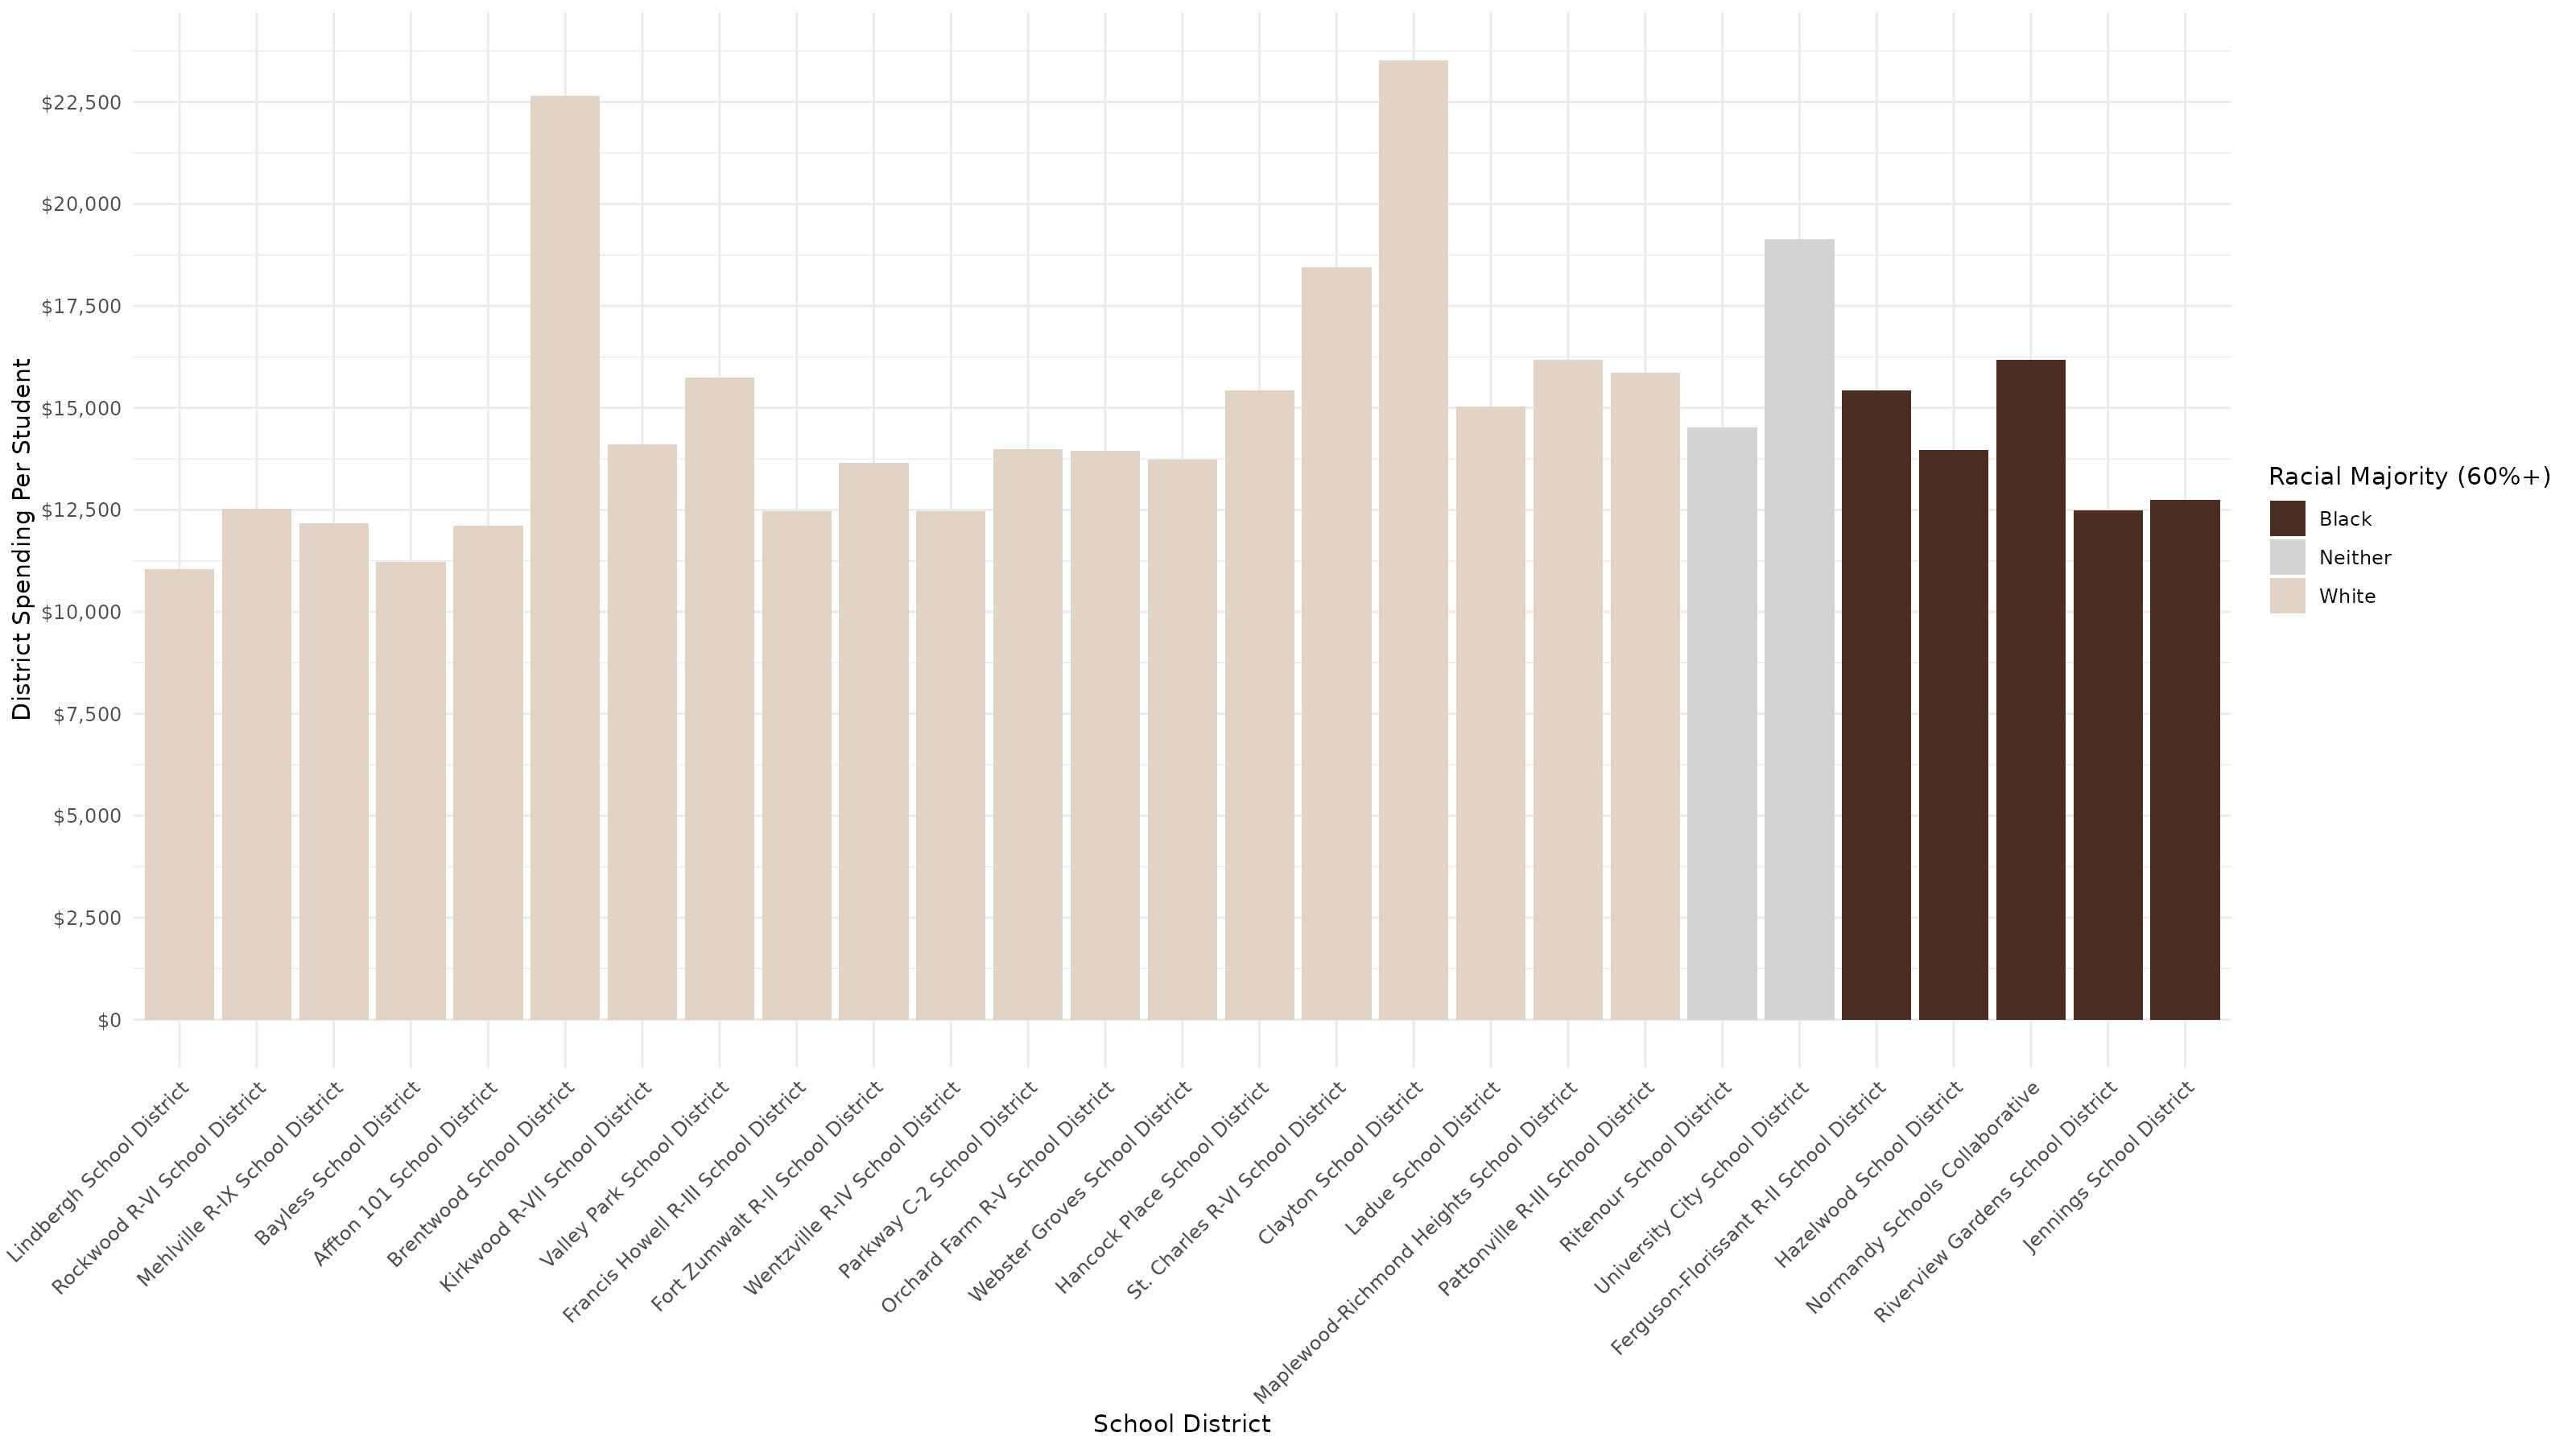 District Spending Per Student
$22,500
$20,000
$17,500
$15,000
$12,500
$10,000
$7,500
$5,000
$2,500
$0
Lindbergh School District
Rockwood R-VI School District
Mehlville R-IX School District
Bayless School District
Affton 101 School District
Brentwood School District
Kirkwood R-VII School District
Valley Park School District
Francis Howell R-III School District
Fort Zumwalt R-II School District
Wentzville R-IV School District
Parkway C-2 School District
Orchard Farm R-V School District
Webster Groves School District
Hancock Place School District
St. Charles R-VI School District
Clayton School District
Ladue School District
Maplewood-Richmond Heights School District
Pattonville R-III School District
Ritenour School District
University City School District
Ferguson-Florissant R-II School District
Hazelwood School District
Normandy Schools Collaborative
Riverview Gardens School District
Jennings School District
School District
Racial Majority (60%+)
Black
Neither
White